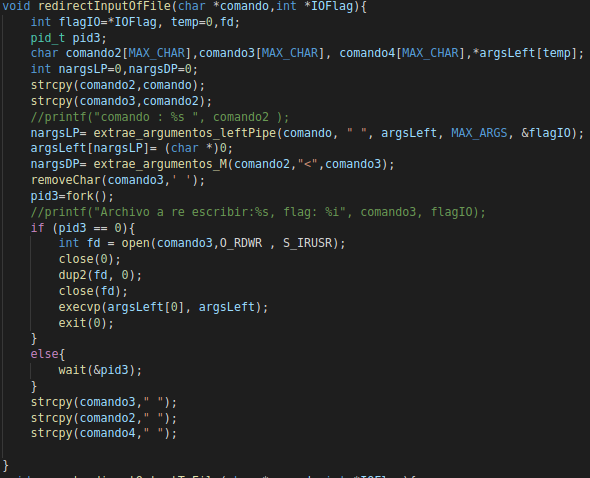 void redirectInputOfFile(char *comando,int *IOFlag){
int flagIO=*IOFlag, temp=0,fd;
pid_t pid3;
char comando2[MAX_CHAR],comando3[MAX_CHAR], comando4[MAX_CHAR],*argsLeft[temp];
int nargsLP=0,nargsDP=0;
strcpy(comando2,comando);
strcpy(comando3,comando2);
//printf("comando : %s ", comando2 );
nargsLP= extrae_argumentos_leftPipe(comando, " ", argsLeft, MAX_ARGS, &flagIO);
argsLeft[nargsLP]= (char *)0;
nargsDP= extrae_argumentos_M(comando2,"<",comando3);
removeChar(comando3,' ');
pid3=fork();
//printf("Archivo a re escribir:%s, flag: %i", comando3, flagIO);
if (pid3 == 0){
int fd = open(comando3,O_RDWR , S_IRUSR);
close(0);
dup2(fd, 0);
close(fd);
execvp(argsLeft[0], argsLeft);
exit(0);
}
else{
wait(&pid3);
}
strcpy(comando3," ");
strcpy(comando2," ");
strcpy(comando4," ");
}